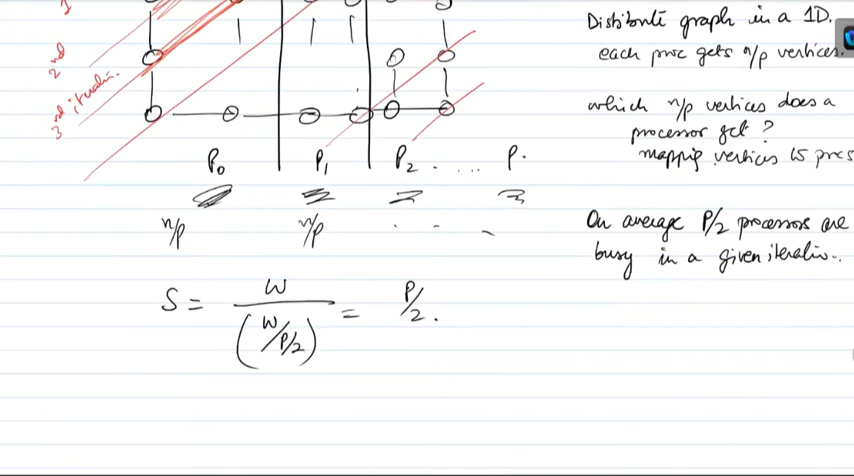 1
2nd
3rd iteration.
P0 P1 P2 .... P.
n/p n/p . - -
S = W / (W/P/2) = P/2.
Distribute graph in a 1D.
each proc gets n/p vertices.
which n/p vertices does a
processor get?
mapping vertices to procs
On average P/2 processors are
busy in a given iteration..